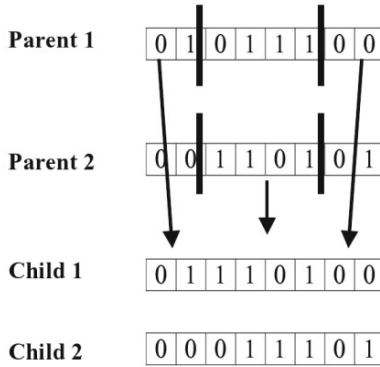 Parent 1 0 1 0 1 1 1 0 0
Parent 2 0 0 1 1 0 1 0 1
Child 1 0 1 1 1 0 1 0 0
Child 2 0 0 0 1 1 1 0 1